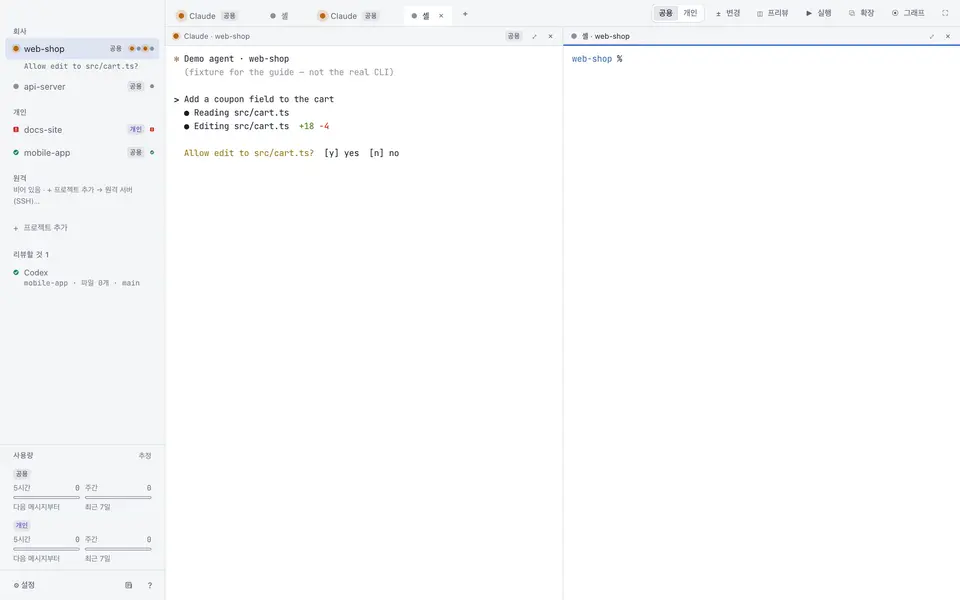 회사
web-shop 공용
Allow edit to src/cart.ts?
api-server 공용
개인
docs-site 개인
mobile-app 공용
원격
비어 있음 · + 프로젝트 추가 → 원격 서버
(SSH)...
+ 프로젝트 추가
리뷰할 것 1
Codex
mobile-app · 파일 0개 · main
사용량 추정
공용
5시간 0 주간 0
다음 메시지부터 최근 7일
개인
5시간 0 주간 0
다음 메시지부터 최근 7일
설정 ?
Claude 공용 셸 Claude 공용 셸 × +
공용 개인 ± 변경 프리뷰 ▶ 실행 확장 그래프
Claude · web-shop 공용 ×
✻ Demo agent · web-shop
(fixture for the guide — not the real CLI)
> Add a coupon field to the cart
● Reading src/cart.ts
● Editing src/cart.ts +18 -4
Allow edit to src/cart.ts? [y] yes [n] no
셸 · web-shop ×
web-shop %